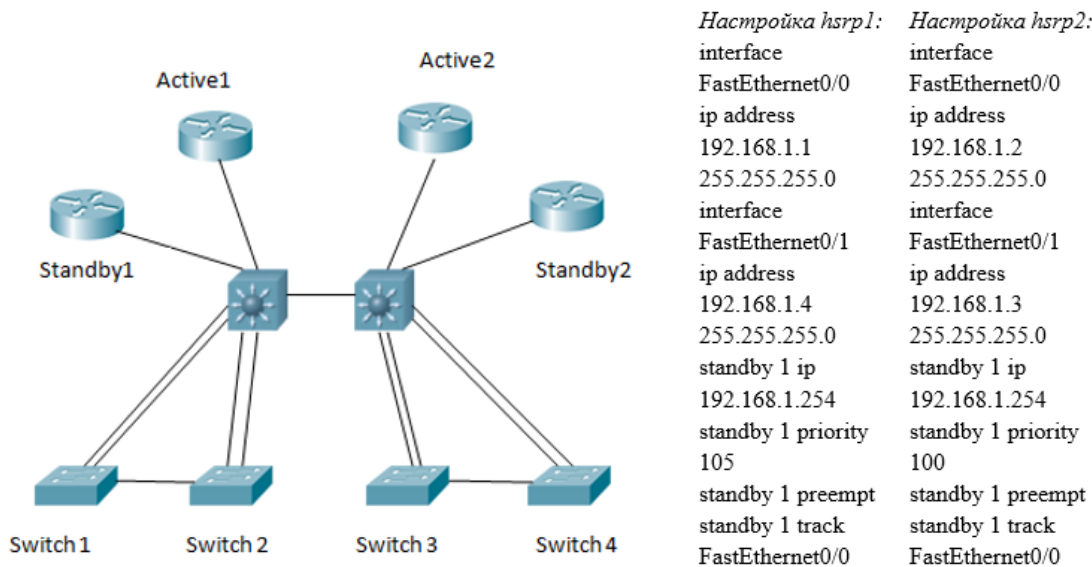 Active1
Active2
Standby1
Standby2
Switch 1
Switch 2
Switch 3
Switch 4
Настройка hsrp1:
interface
FastEthernet0/0
ip address
192.168.1.1
255.255.255.0
interface
FastEthernet0/1
ip address
192.168.1.4
255.255.255.0
standby 1 ip
192.168.1.254
standby 1 priority
105
standby 1 preempt
standby 1 track
FastEthernet0/0
Настройка hsrp2:
interface
FastEthernet0/0
ip address
192.168.1.2
255.255.255.0
interface
FastEthernet0/1
ip address
192.168.1.3
255.255.255.0
standby 1 ip
192.168.1.254
standby 1 priority
100
standby 1 preempt
standby 1 track
FastEthernet0/0